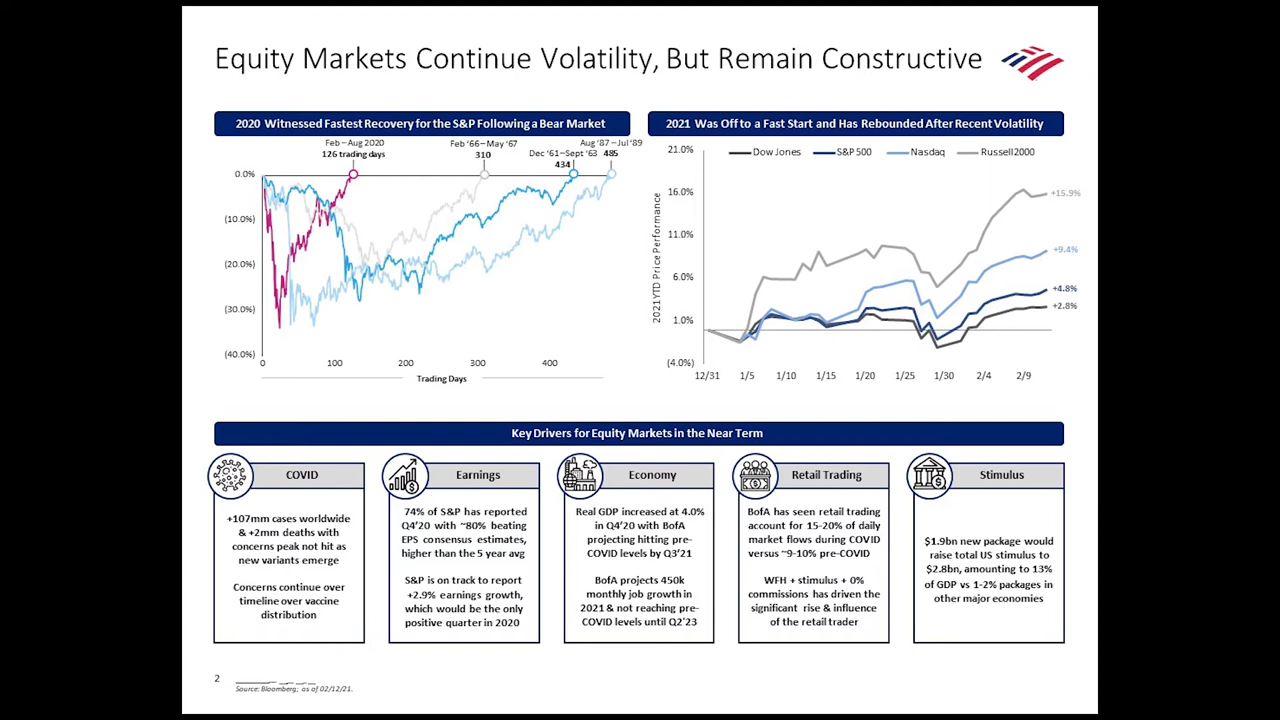 Equity Markets Continue Volatility, But Remain Constructive
2020 Witnessed Fastest Recovery for the S&P Following a Bear Market
Feb – Aug 2020
126 trading days
Feb ‘66 – May ‘67
310
Dec ‘61 – Sept ‘63
434
Aug ‘87 – Jul ‘89
485
0.0%
(10.0%)
(20.0%)
(30.0%)
(40.0%)
0
100
200
300
400
Trading Days
2021 Was Off to a Fast Start and Has Rebounded After Recent Volatility
Dow Jones
S&P 500
Nasdaq
Russell2000
2021YTD Price Performance
21.0%
16.0%
11.0%
6.0%
1.0%
(4.0%)
+15.9%
+9.4%
+4.8%
+2.8%
12/31
1/5
1/10
1/15
1/20
1/25
1/30
2/4
2/9
Key Drivers for Equity Markets in the Near Term
COVID
+107mm cases worldwide
& +2mm deaths with
concerns peak not hit as
new variants emerge
Concerns continue over
timeline over vaccine
distribution
Earnings
74% of S&P has reported
Q4’20 with ~80% beating
EPS consensus estimates,
higher than the 5 year avg
S&P is on track to report
+2.9% earnings growth,
which would be the only
positive quarter in 2020
Economy
Real GDP increased at 4.0%
in Q4’20 with BofA
projecting hitting pre-
COVID levels by Q3’21
BofA projects 450k
monthly job growth in
2021 & not reaching pre-
COVID levels until Q2’23
Retail Trading
BofA has seen retail trading
account for 15-20% of daily
market flows during COVID
versus ~9-10% pre-COVID
WFH + stimulus + 0%
commissions has driven the
significant rise & influence
of the retail trader
Stimulus
$1.9bn new package would
raise total US stimulus to
$2.8bn, amounting to 13%
of GDP vs 1-2% packages in
other major economies
2
Source: Bloomberg; as of 02/12/21.